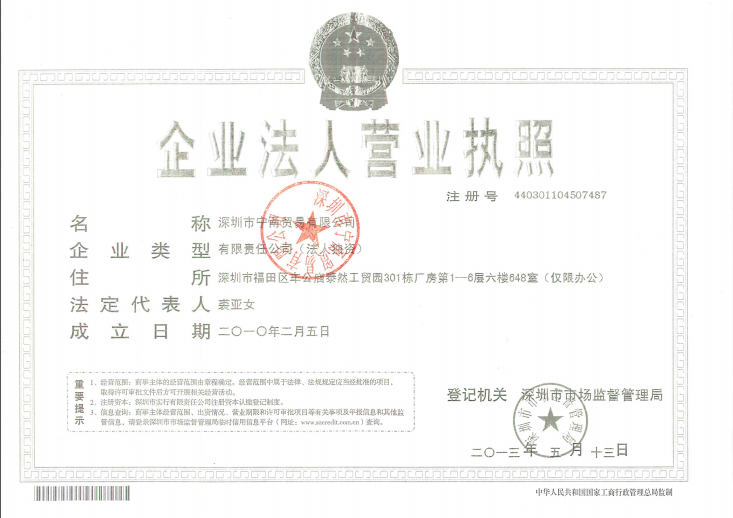 企业法人营业执照
注册号 440301104507487
名称 深圳市中南贸易有限公司
企业类型 有限责任公司（法人独资）
住所 深圳市福田区车公庙泰然工贸园301栋厂房第1—6层六楼648室（仅限办公）
法定代表人 裘亚女
成立日期 二〇一〇年二月五日
重要提示
1、经营范围：商事主体的经营范围由章程确定。经营范围中属于法律、法规规定应当经批准的项目，
取得许可审批文件后方可开展相关经营活动。
2、注册资本：深圳市实行有限责任公司注册资本认缴登记制度。
3、信息查询：商事主体经营范围、出资情况、营业期限和许可审批项目等有关事项及年报信息和其他监
管信息，请登录深圳市市场监督管理局临时信用信息平台（网址：www.szcredit.com.cn）查询。
登记机关 深圳市市场监督管理局
二〇一三年 五 月 十三日
中华人民共和国国家工商行政管理总局监制